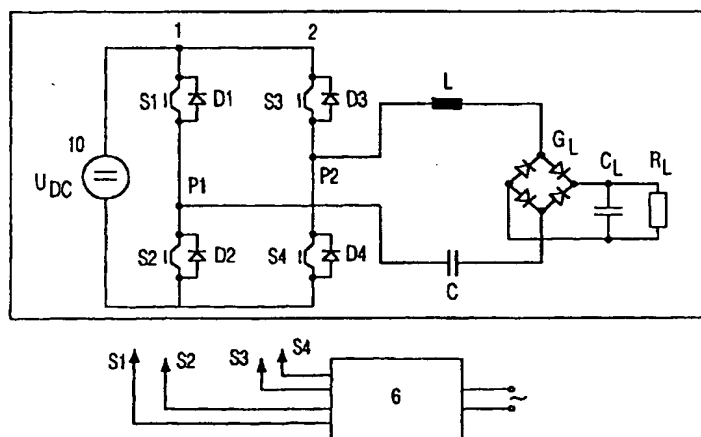 1 2
S1 D1 S3 D3 L
10 G_L C_L R_L
U_DC P1 P2
S2 D2 S4 D4 C
S1 S2 S3 S4
6 ~